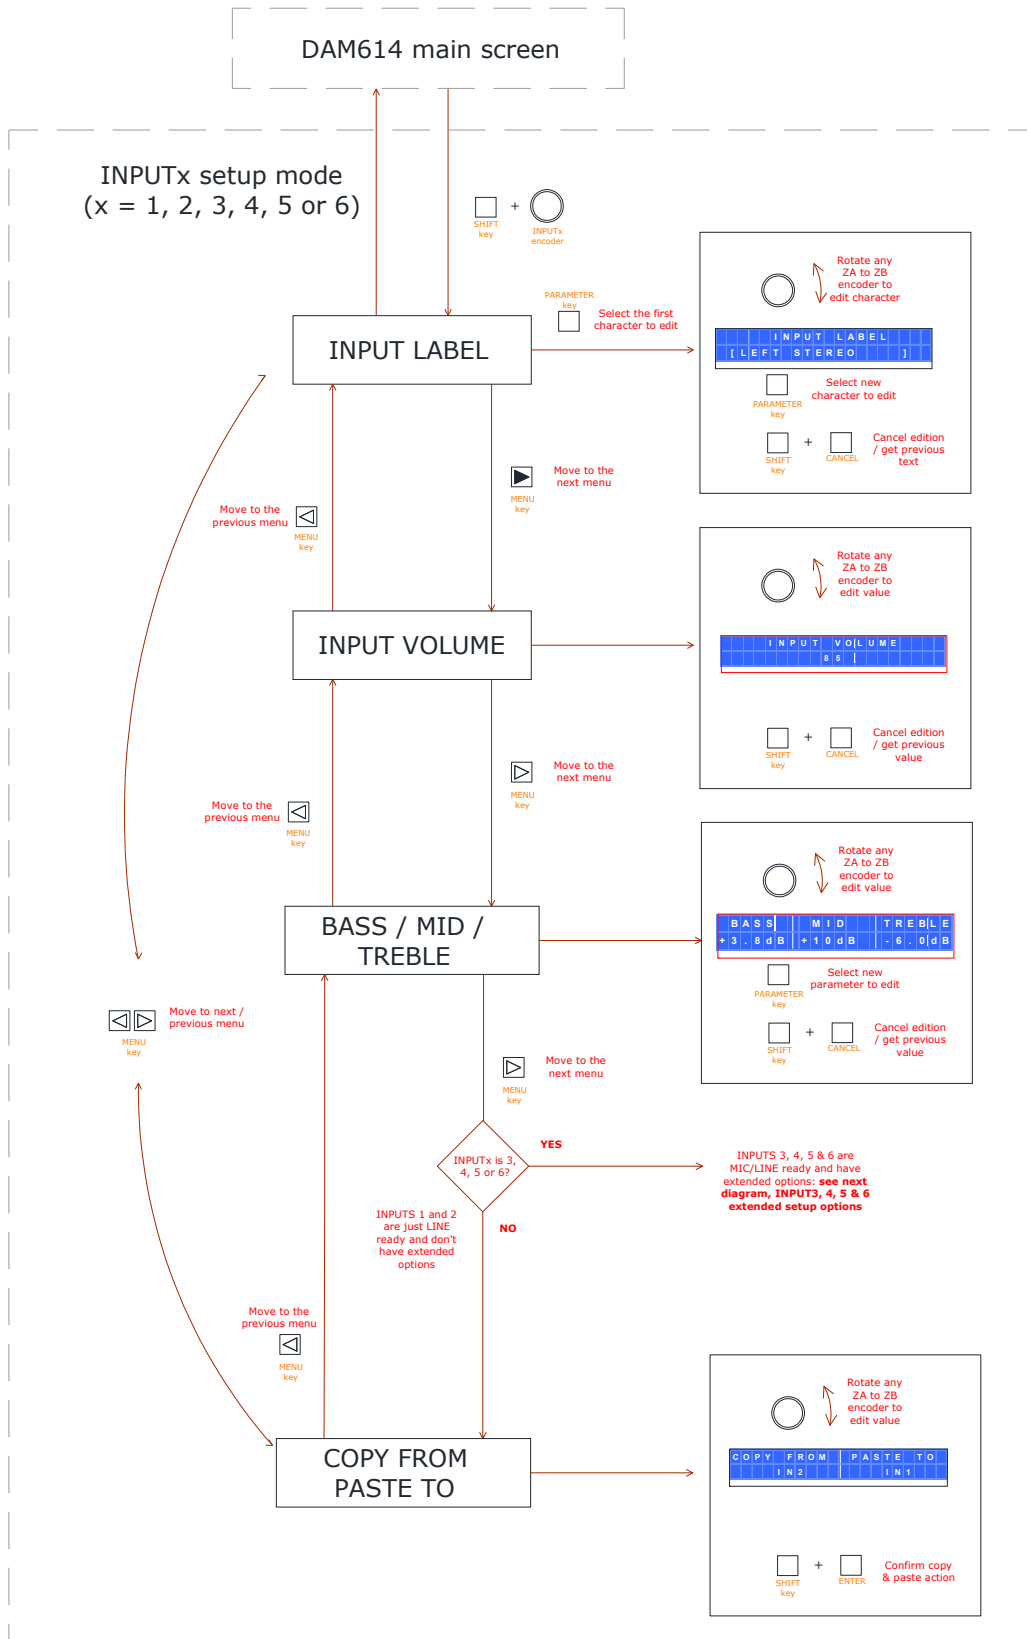 DAM614 main screen
INPUTx setup mode
(x = 1, 2, 3, 4, 5 or 6)
+
SHIFT
key
INPUTx
encoder
PARAMETER
key
Select the first
character to edit
INPUT LABEL
Rotate any
ZA to ZB
encoder to
edit character
INPUT LABEL
[LEFT STEREO ]
PARAMETER
key
Select new
character to edit
+
SHIFT
key
CANCEL
Cancel edition
/ get previous
text
MENU
key
Move to the
next menu
Move to the
previous menu
MENU
key
INPUT VOLUME
Rotate any
ZA to ZB
encoder to
edit value
INPUT VOLUME
85
+
SHIFT
key
CANCEL
Cancel edition
/ get previous
value
MENU
key
Move to the
next menu
Move to the
previous menu
MENU
key
BASS / MID /
TREBLE
Rotate any
ZA to ZB
encoder to
edit value
BASS MID TREBLE
+3.8dB +10dB -6.0dB
PARAMETER
key
Select new
parameter to edit
+
SHIFT
key
CANCEL
Cancel edition
/ get previous
value
MENU
key
Move to next /
previous menu
MENU
key
Move to the
next menu
INPUTx is 3,
4, 5 or 6?
YES
INPUTS 3, 4, 5 & 6 are
MIC/LINE ready and have
extended options: see next
diagram, INPUT3, 4, 5 & 6
extended setup options
INPUTS 1 and 2
are just LINE
ready and don't
have extended
options
NO
Move to the
previous menu
MENU
key
COPY FROM
PASTE TO
Rotate any
ZA to ZB
encoder to
edit value
COPY FROM PASTE TO
IN2 IN1
+
SHIFT
key
ENTER
Confirm copy
& paste action